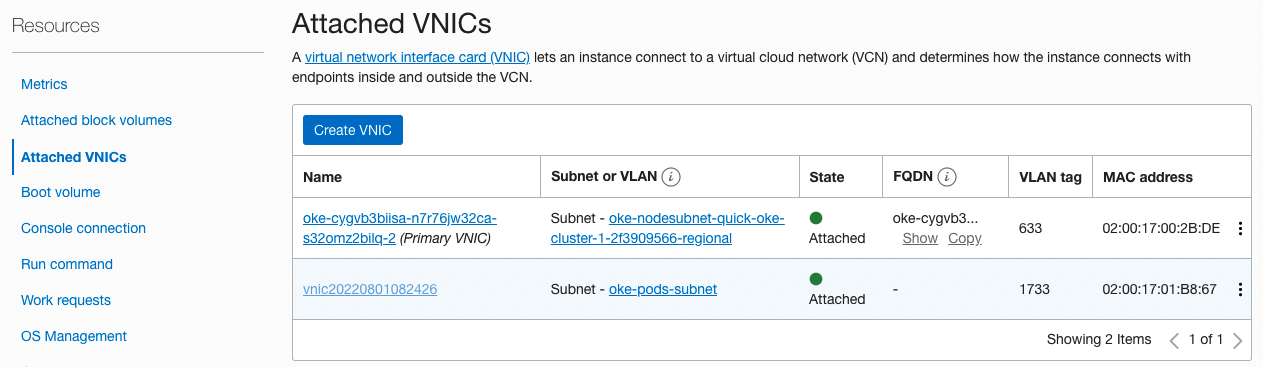 Resources
Metrics
Attached block volumes
Attached VNICs
Boot volume
Console connection
Run command
Work requests
OS Management
Attached VNICs
A virtual network interface card (VNIC) lets an instance connect to a virtual cloud network (VCN) and determines how the instance connects with
endpoints inside and outside the VCN.
Create VNIC
Name Subnet or VLAN i State FQDN i VLAN tag MAC address
oke-cygvb3biisa-n7r76jw32ca- Subnet - oke-nodesubnet-quick-oke- oke-cygvb3...
s32omz2bilq-2 (Primary VNIC) cluster-1-2f3909566-regional Attached Show Copy 633 02:00:17:00:2B:DE
vnic20220801082426 Subnet - oke-pods-subnet Attached - 1733 02:00:17:01:B8:67
Showing 2 Items < 1 of 1 >